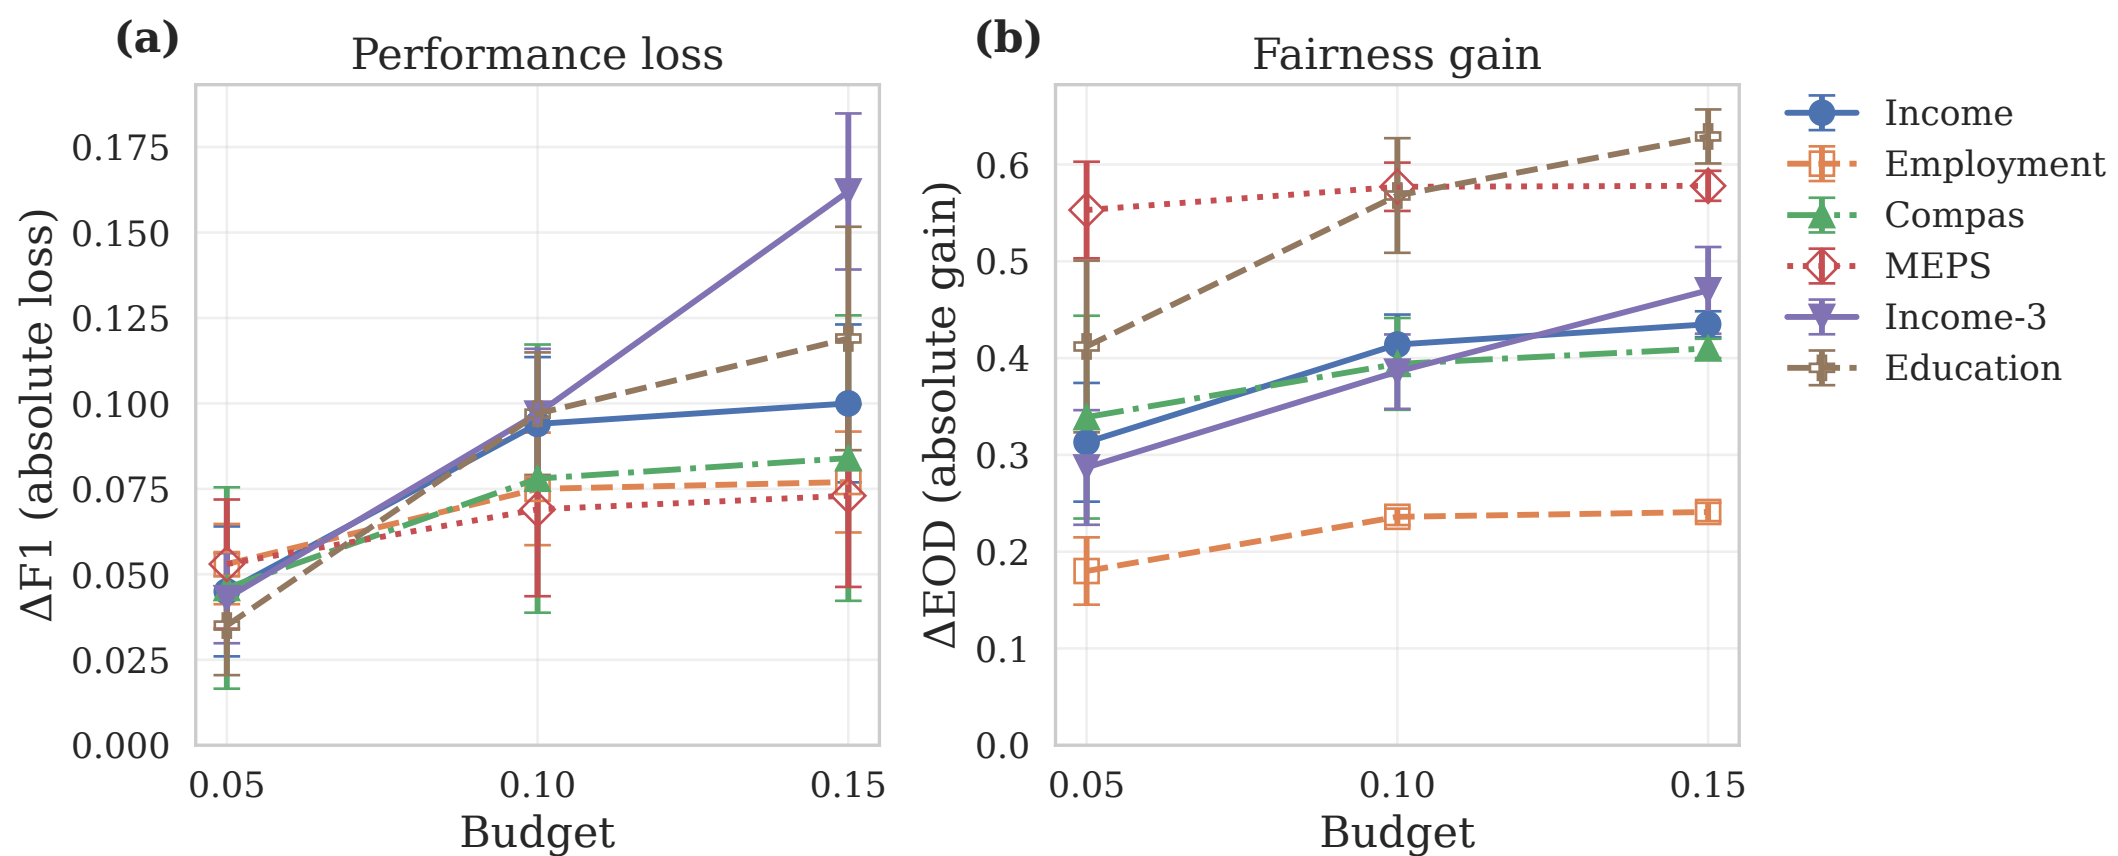 (a)
Performance loss
ΔF1 (absolute loss)
0.175
0.150
0.125
0.100
0.075
0.050
0.025
0.000
0.05 0.10 0.15
Budget
(b)
Fairness gain
ΔEOD (absolute gain)
0.6
0.5
0.4
0.3
0.2
0.1
0.0
0.05 0.10 0.15
Budget
Income
Employment
Compas
MEPS
Income-3
Education